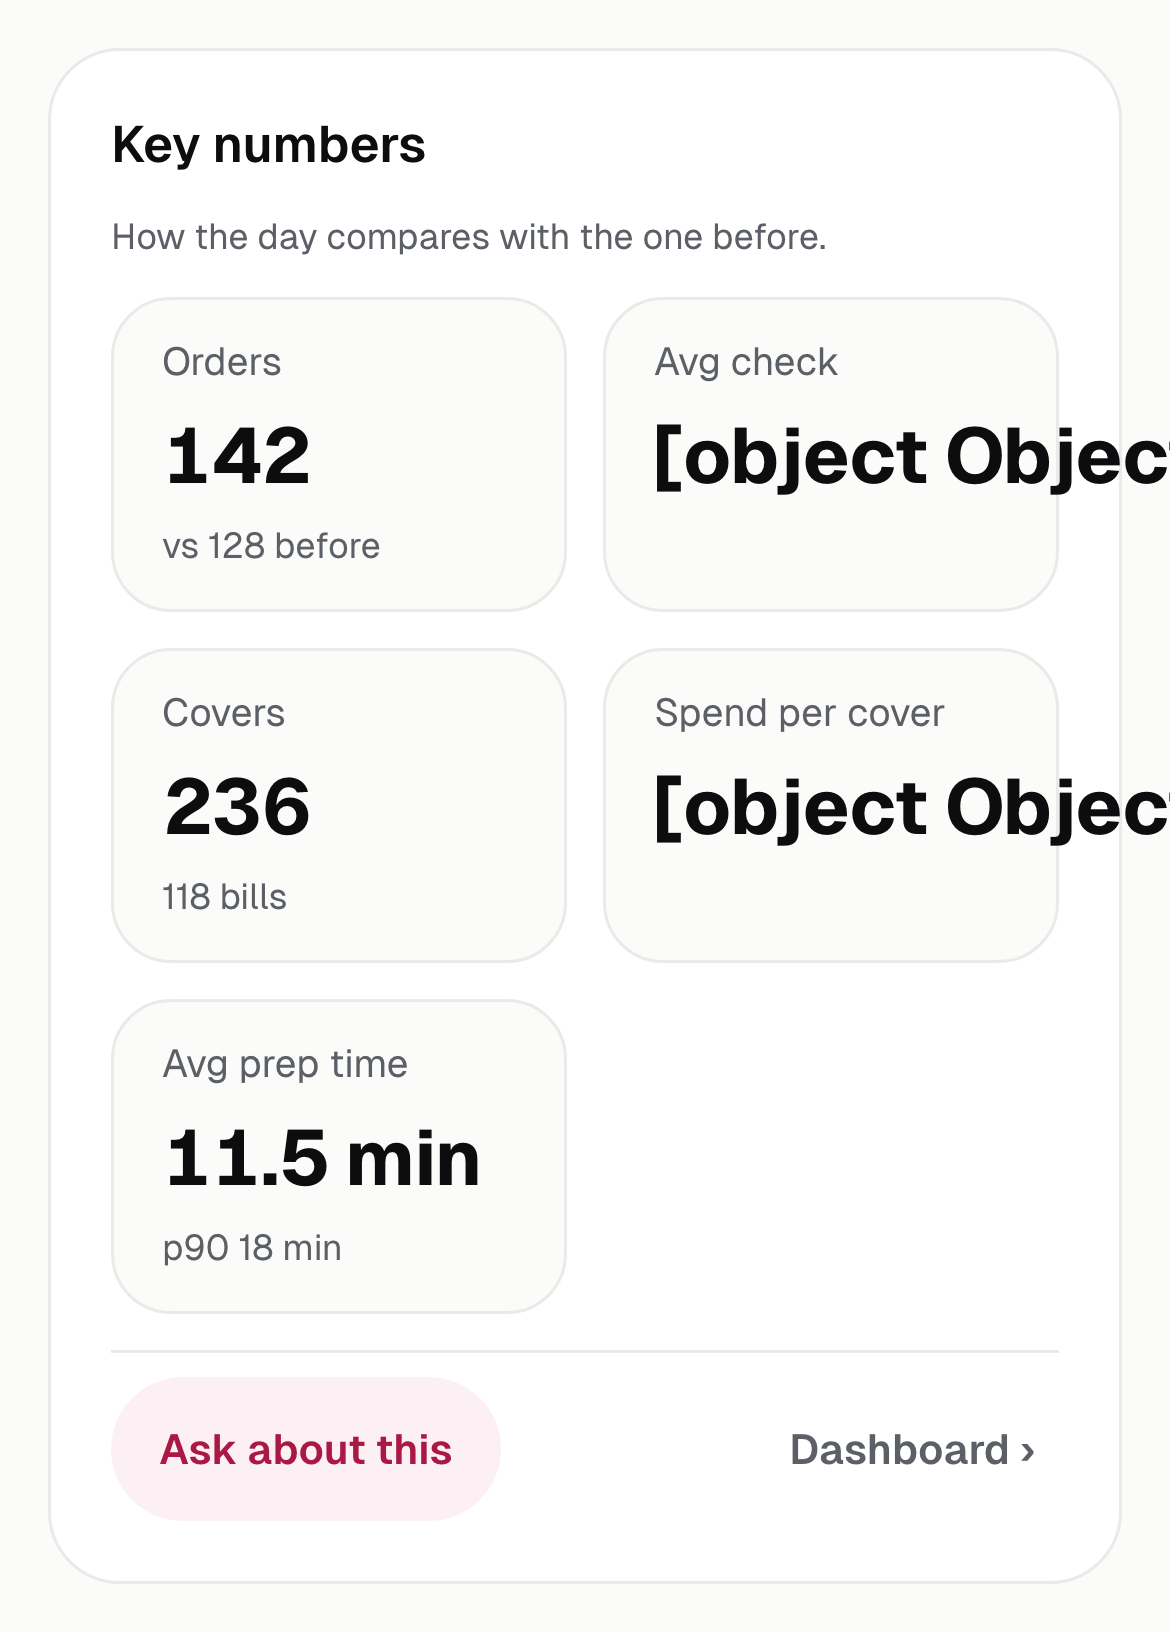 Key numbers
How the day compares with the one before.
Orders
142
vs 128 before
Avg check
[object Objec
Covers
236
118 bills
Spend per cover
[object Objec
Avg prep time
11.5 min
p90 18 min
Ask about this
Dashboard ›